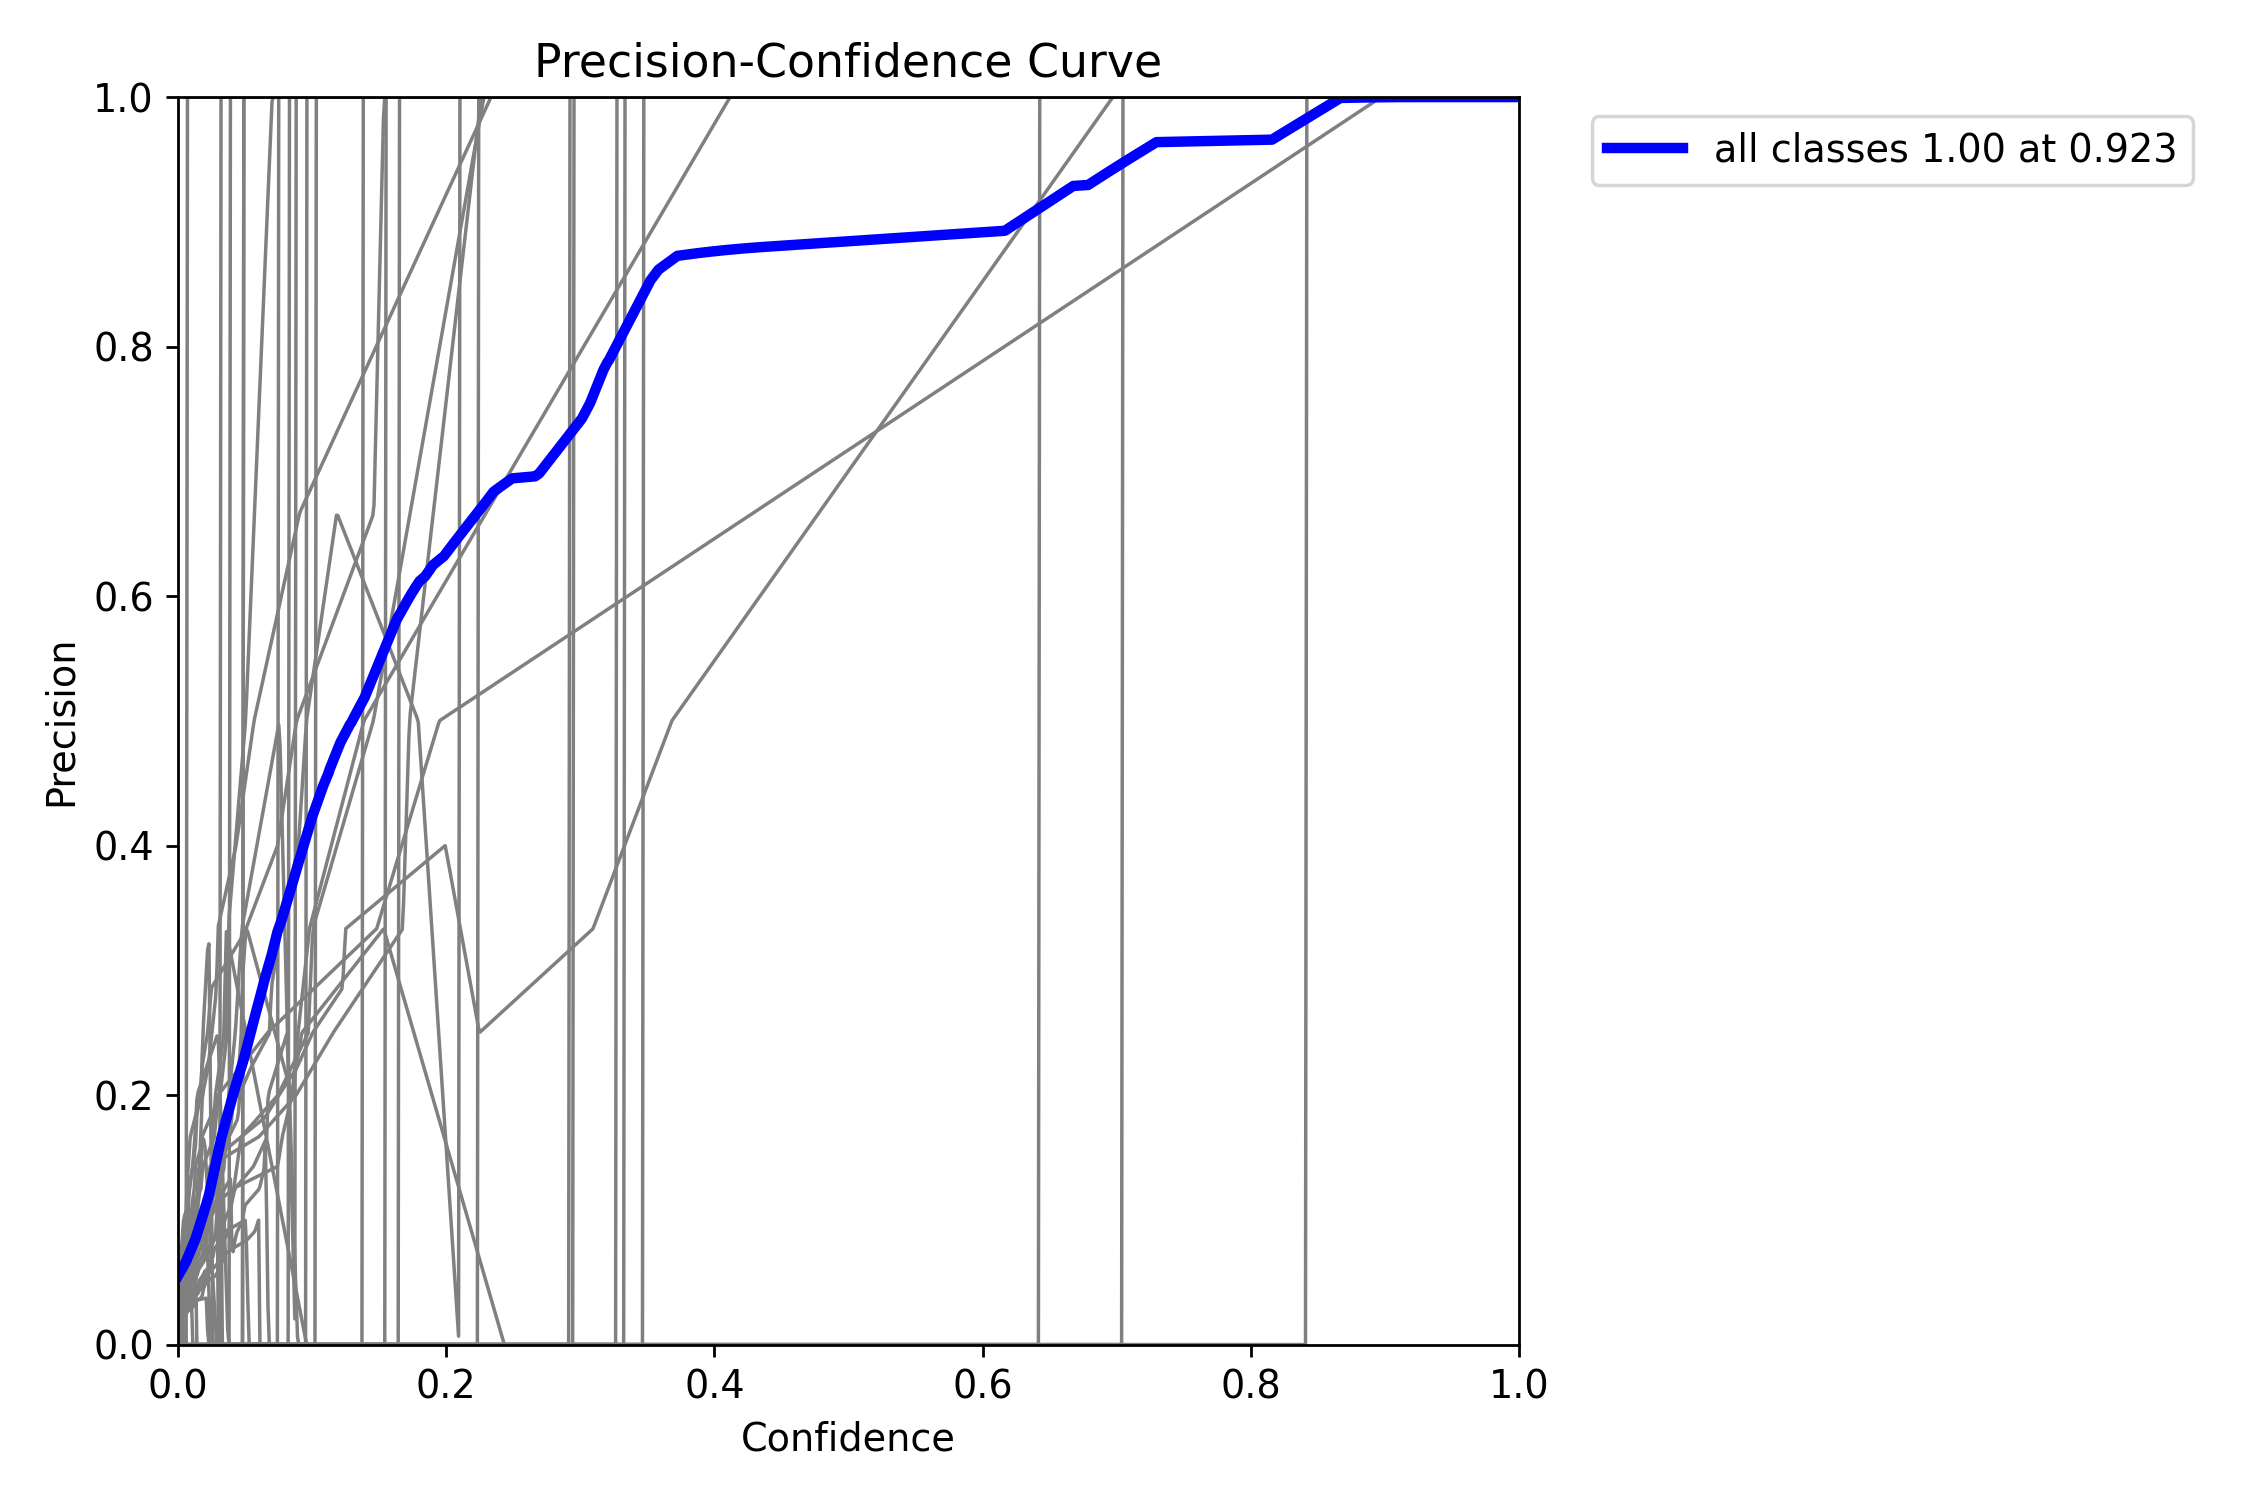 Precision-Confidence Curve
all classes 1.00 at 0.923
Precision
1.0
0.8
0.6
0.4
0.2
0.0
0.0 0.2 0.4 0.6 0.8 1.0
Confidence